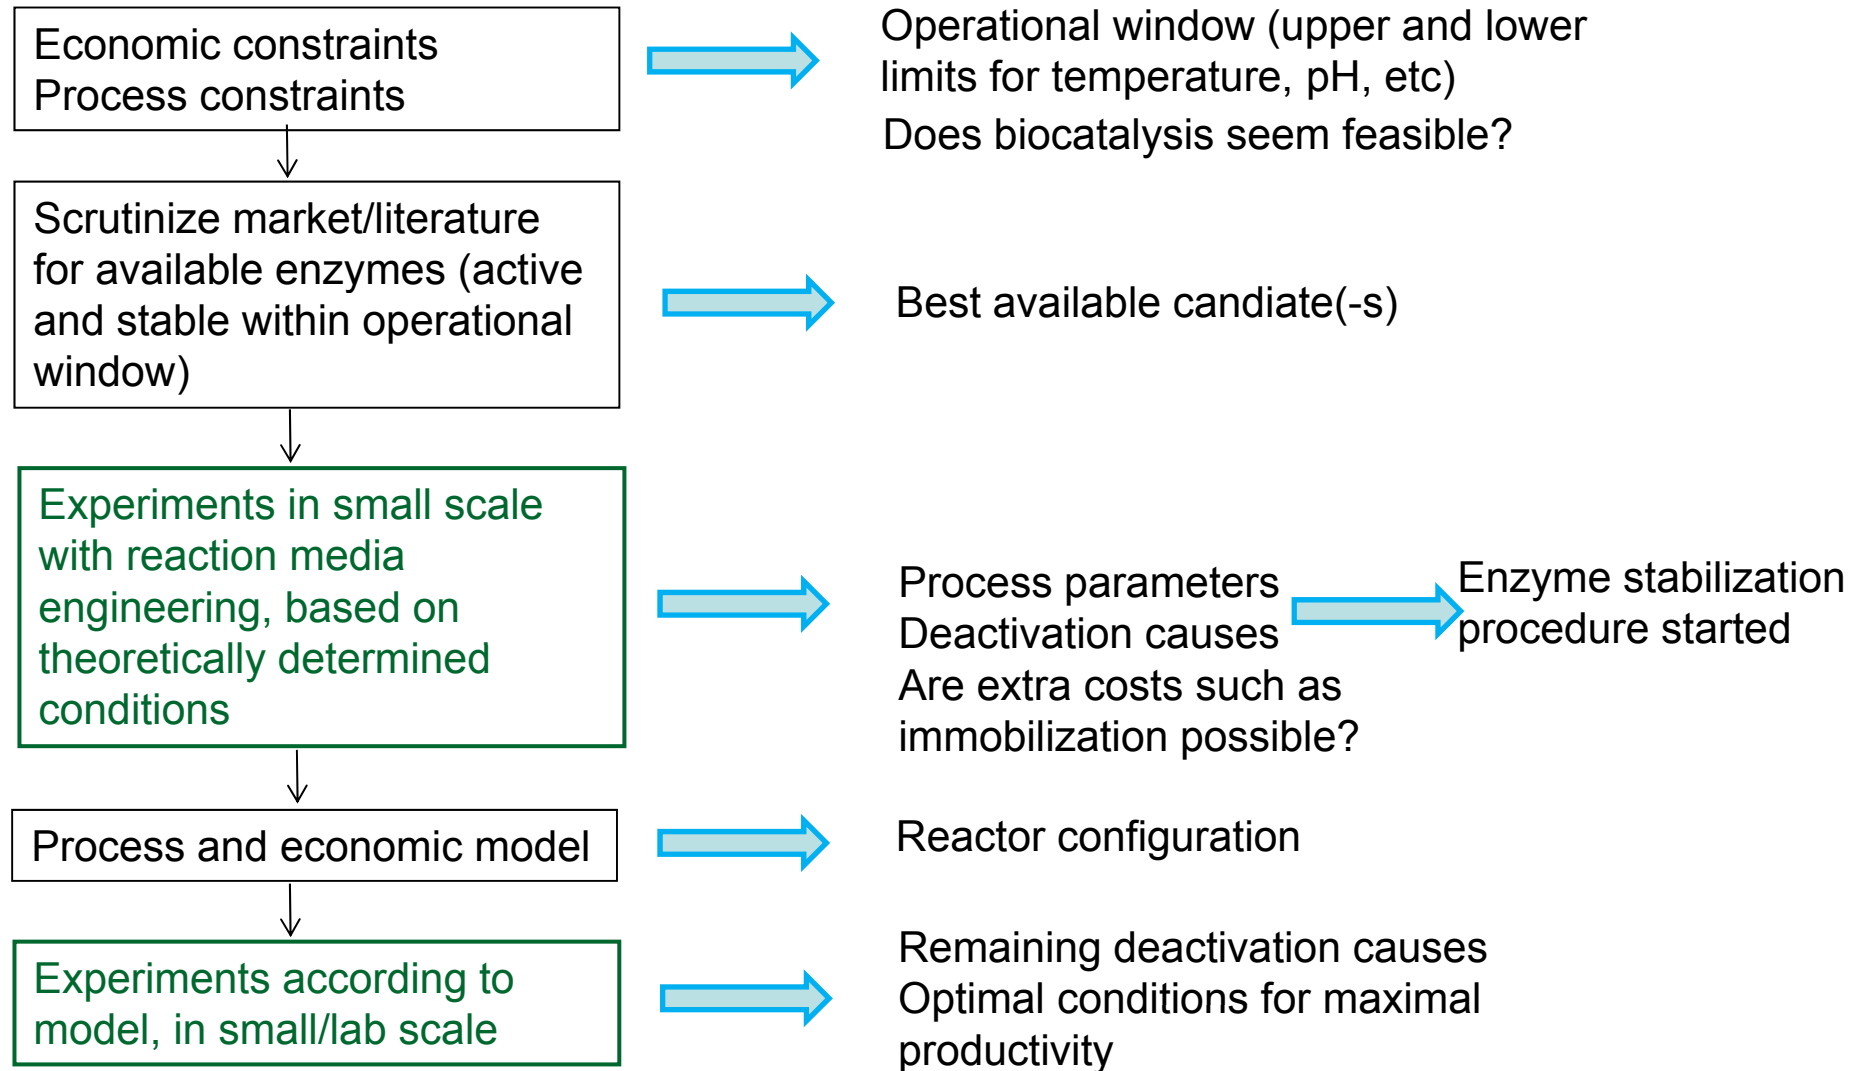 Economic constraints
Process constraints
Operational window (upper and lower
limits for temperature, pH, etc)
Does biocatalysis seem feasible?
Scrutinize market/literature
for available enzymes (active
and stable within operational
window)
Best available candiate(-s)
Experiments in small scale
with reaction media
engineering, based on
theoretically determined
conditions
Process parameters
Deactivation causes
Are extra costs such as
immobilization possible?
Enzyme stabilization
procedure started
Process and economic model
Reactor configuration
Experiments according to
model, in small/lab scale
Remaining deactivation causes
Optimal conditions for maximal
productivity